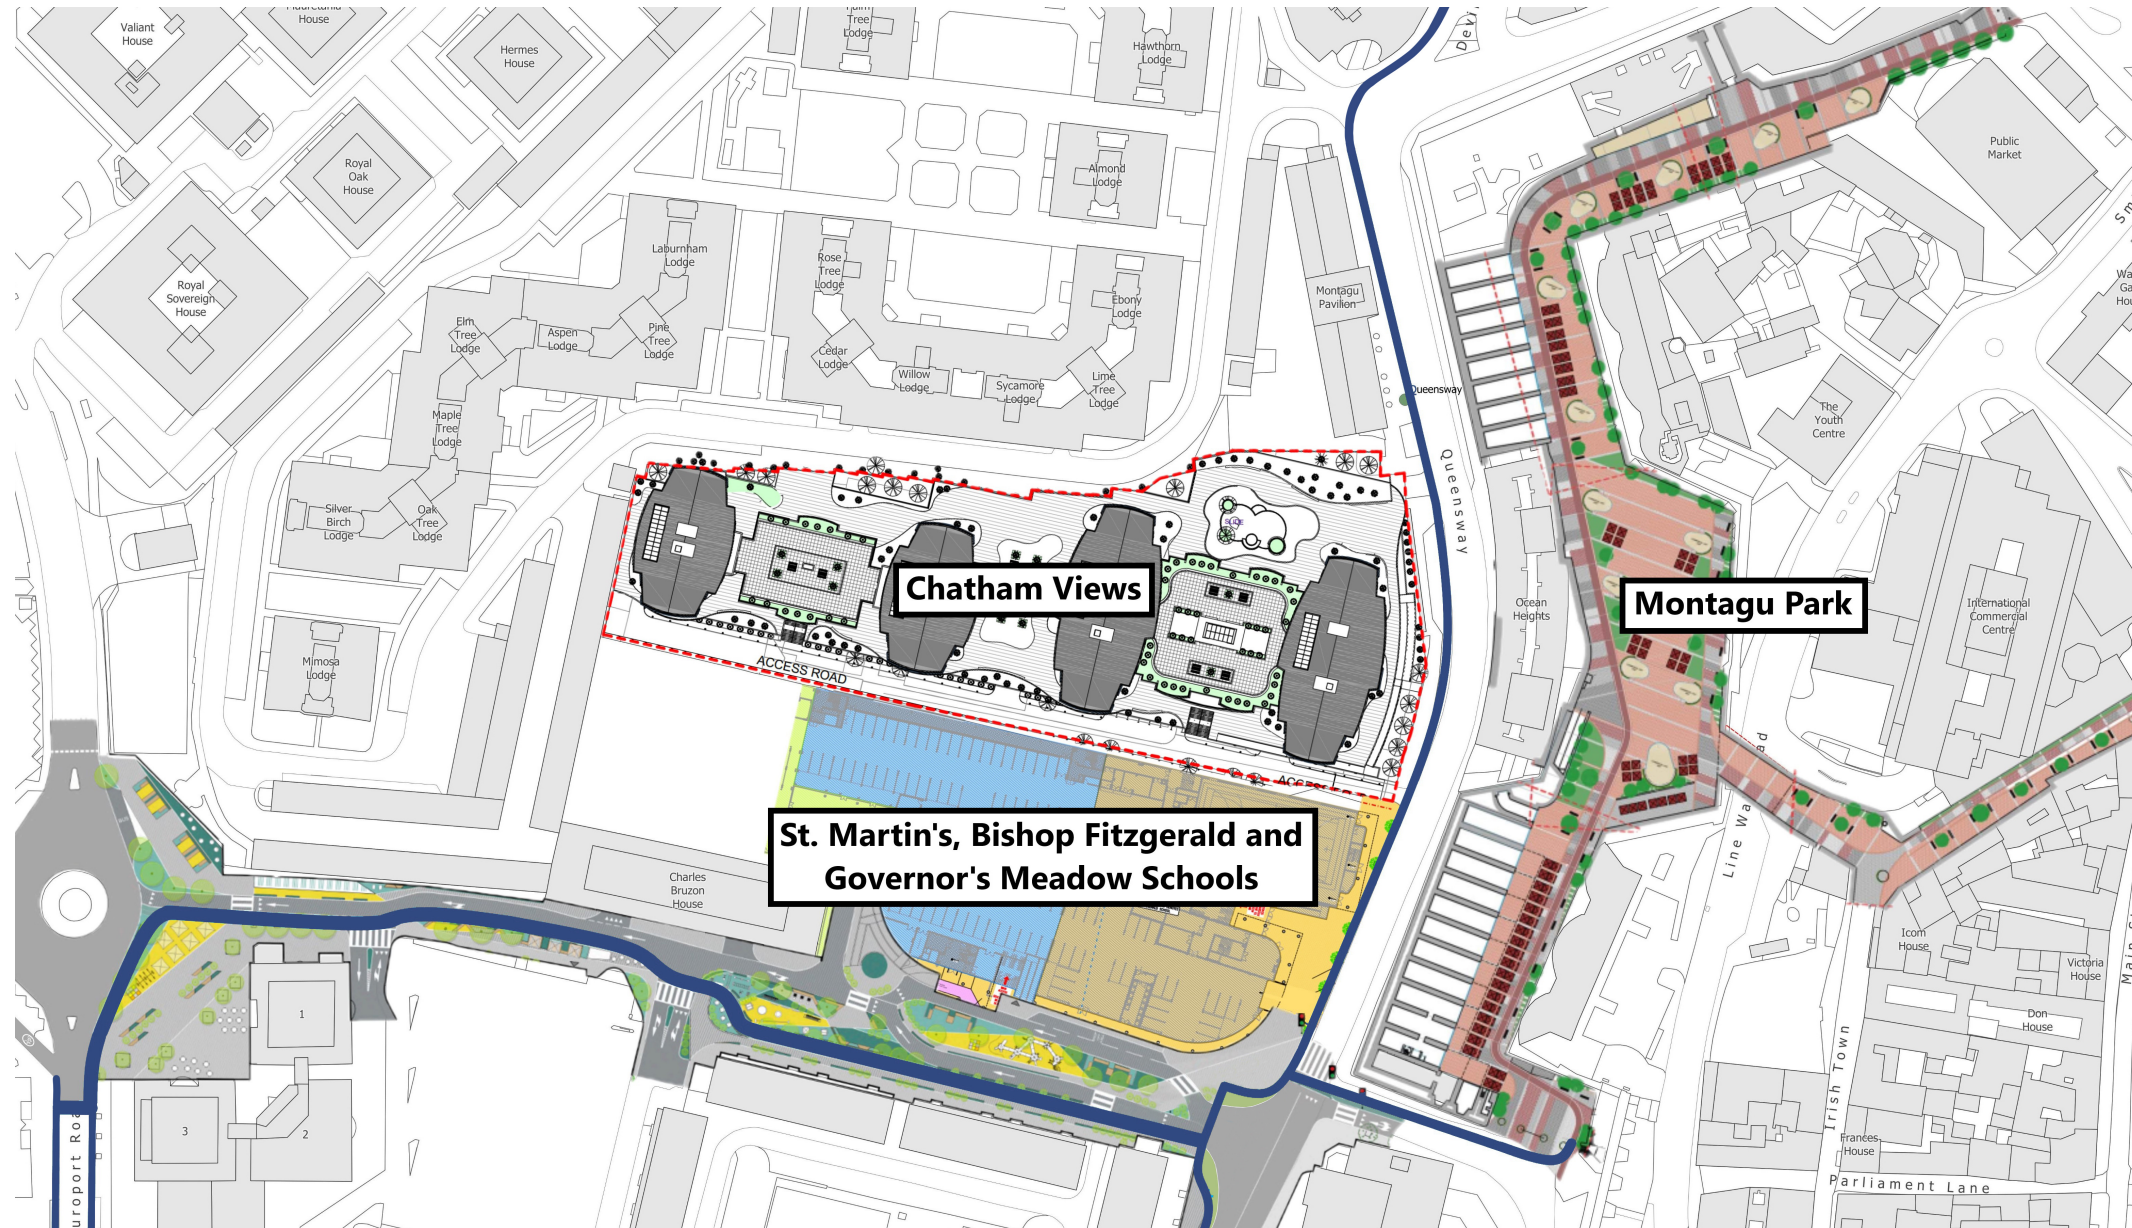 Valiant
House
House
Hermes
House
Tree
Lodge
Hawthorn
Lodge
Royal
Oak
House
Almond
Lodge
Public
Market
Royal
Sovereign
House
Laburnham
Lodge
Rose
Tree
Lodge
Ebony
Lodge
Montagu
Pavilion
Elm
Tree
Lodge
Aspen
Lodge
Pine
Tree
Lodge
Cedar
Lodge
Willow
Lodge
Sycamore
Lodge
Lime
Tree
Lodge
Queensway
Queensway
Maple
Tree
Lodge
The
Youth
Centre
Silver
Birch
Lodge
Oak
Tree
Lodge
Chatham Views
Ocean
Heights
Montagu Park
International
Commercial
Centre
Mimosa
Lodge
ACCESS ROAD
St. Martin's, Bishop Fitzgerald and
Governor's Meadow Schools
Charles
Bruzon
House
Icom
House
Victoria
House
Don
House
1
2
3
Irish Town
Frances
House
Parliament Lane